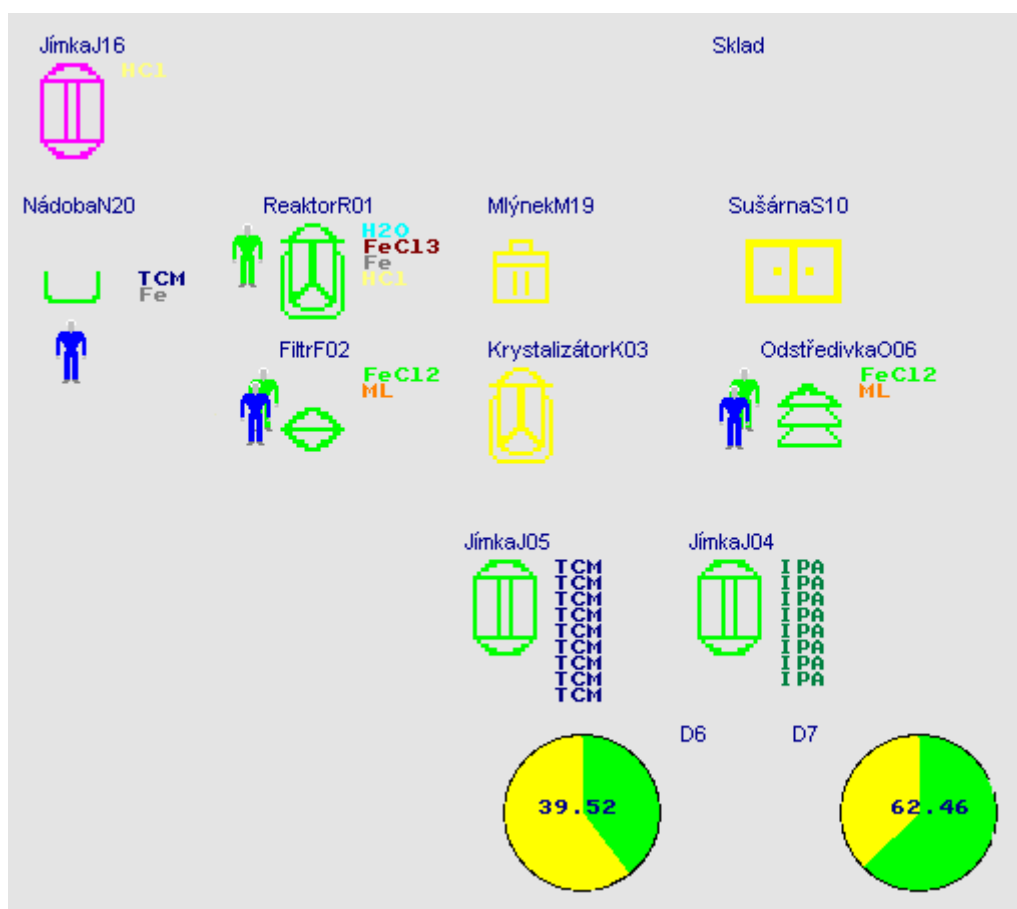 JímkaJ16
HCl
Sklad
NádobaN20
TCM
Fe
ReaktorR01
H2O
FeCl3
Fe
HCl
MlýnekM19
SušárnaS10
FiltrF02
FeCl2
ML
KrystalizátorK03
OdstředivkaO06
FeCl2
ML
JímkaJ05
TCM
TCM
TCM
TCM
TCM
TCM
TCM
TCM
TCM
JímkaJ04
IPA
IPA
IPA
IPA
IPA
IPA
IPA
IPA
D6
D7
39.52
62.46